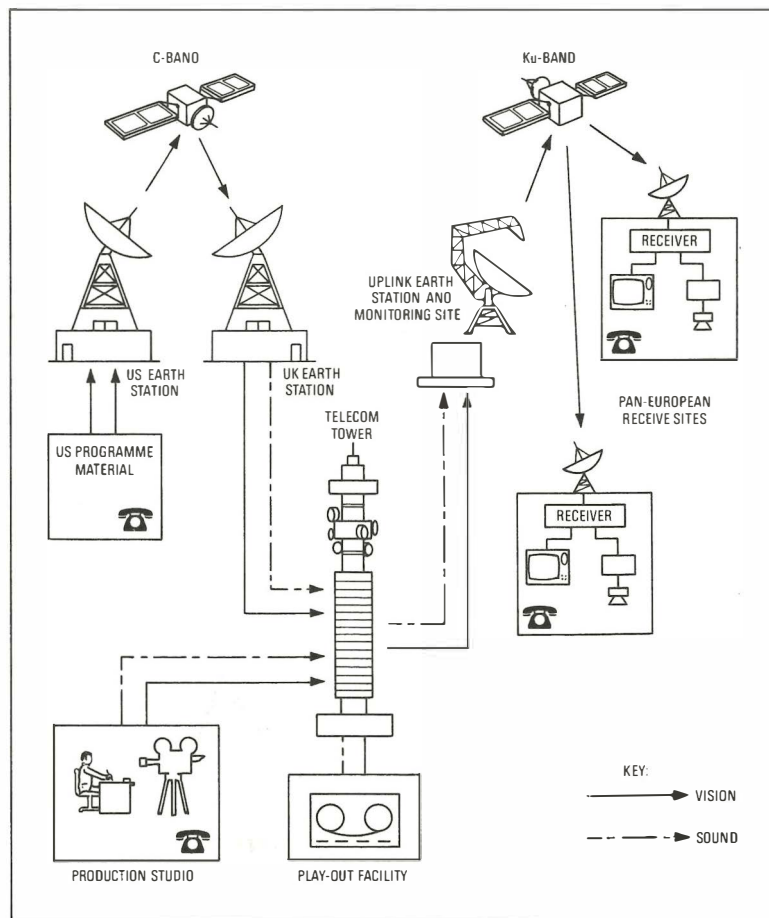 C-BANO
Ku-BAND
RECEIVER
UPLINK EARTH
STATION AND
MONITORING SITE
US EARTH
STATION
UK EARTH
STATION
PAN-EUROPEAN
RECEIVE SITES
TELECOM
TOWER
US PROGRAMME
MATERIAL
RECEIVER
KEY:
VISION
SOUND
PRODUCTION STUDIO
PLAY-OUT FACILITY